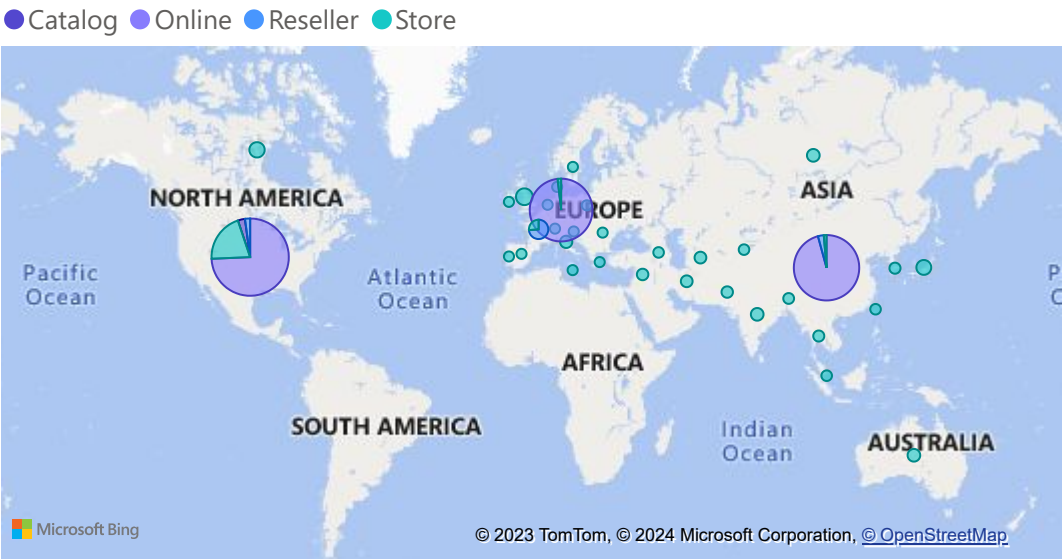 Catalog Online Reseller Store
NORTH AMERICA
EUROPE
ASIA
Pacific
Ocean
Atlantic
Ocean
P
AFRICA
SOUTH AMERICA
Indian
Ocean
AUSTRALIA
Microsoft Bing
© 2023 TomTom, © 2024 Microsoft Corporation, © OpenStreetMap